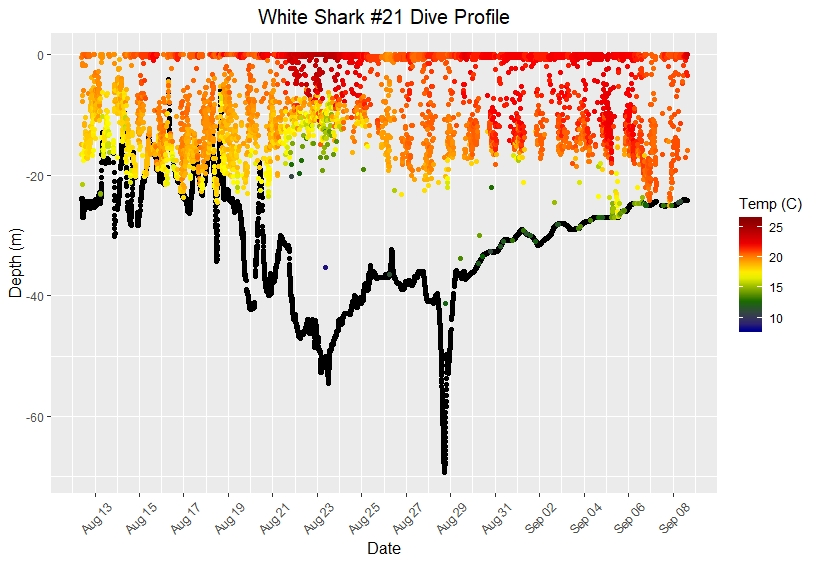 White Shark #21 Dive Profile
0
-20
-40
-60
Depth (m)
Aug 13
Aug 15
Aug 17
Aug 19
Aug 21
Aug 23
Aug 25
Aug 27
Aug 29
Aug 31
Sep 02
Sep 04
Sep 06
Sep 08
Date
Temp (C)
25
20
15
10